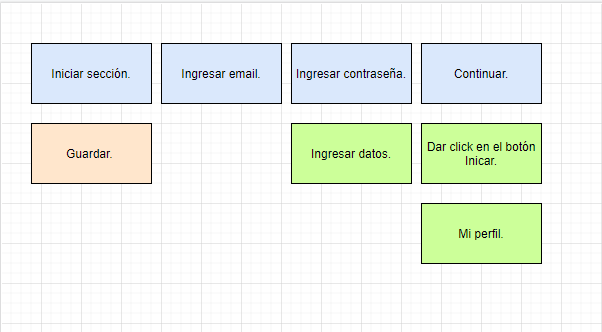 Iniciar sección.
Ingresar email.
Ingresar contraseña.
Continuar.
Guardar.
Ingresar datos.
Dar click en el botón
Inicar.
Mi perfil.